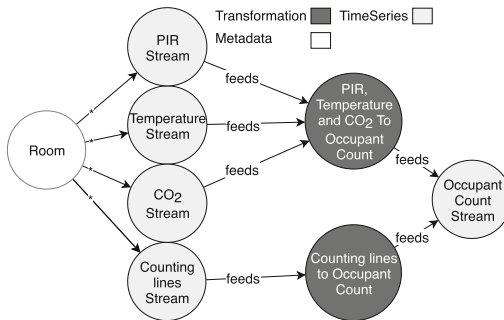 Transformation
TimeSeries
Metadata
PIR
Stream
feeds
Temperature
Stream
feeds
PIR,
Temperature
and CO2 To
Occupant
Count
*
*
*
*
Room
feeds
CO2
Stream
feeds
Occupant
Count
Stream
feeds
Counting
lines
Stream
feeds
Counting lines
to Occupant
Count